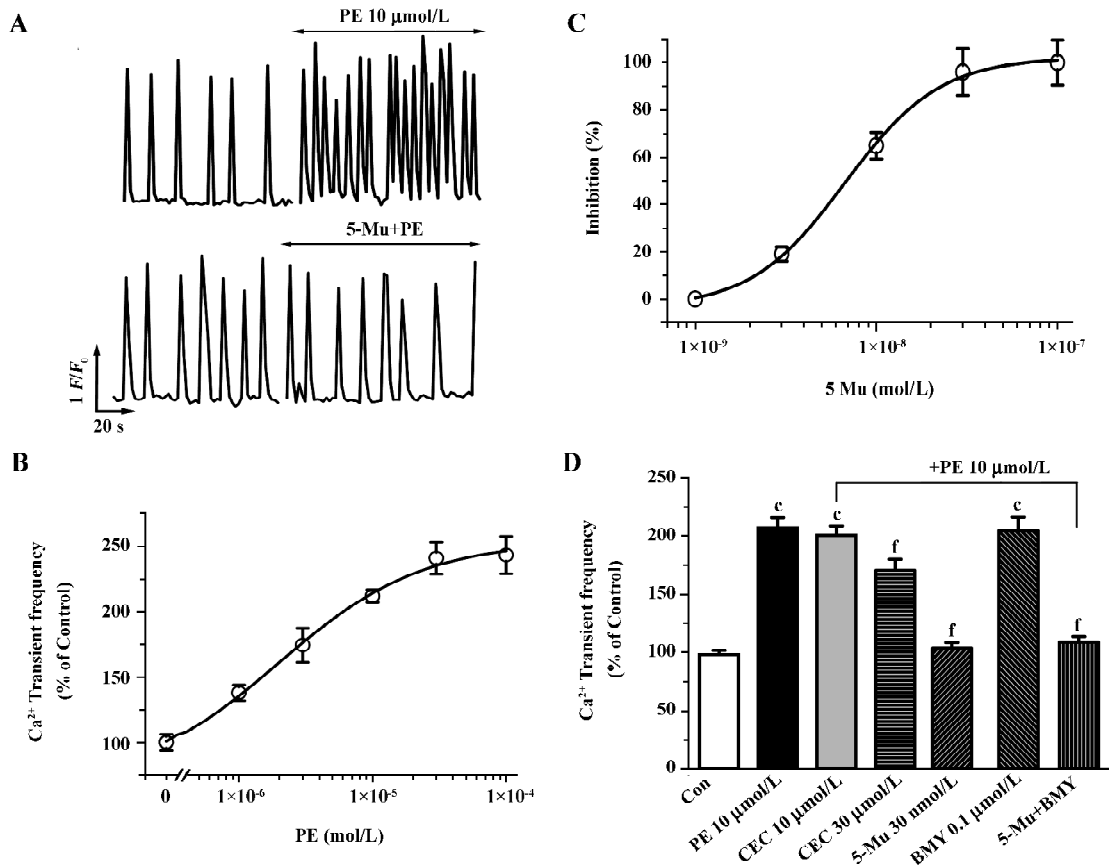 A
PE 10 μmol/L
5-Mu+PE
1 F/F₀
20 s
B
Ca²⁺ Transient frequency
(% of Control)
250
200
150
100
0
1×10⁻⁶
1×10⁻⁵
1×10⁻⁴
PE (mol/L)
C
Inhibition (%)
100
80
60
40
20
0
1×10⁻⁹
1×10⁻⁸
1×10⁻⁷
5 Mu (mol/L)
D
+PE 10 μmol/L
Ca²⁺ Transient frequency
(% of Control)
250
200
150
100
50
0
c
c
f
f
c
f
Con
PE 10 μmol/L
CEC 10 μmol/L
CEC 30 μmol/L
5-Mu 30 nmol/L
BMY 0.1 μmol/L
5-Mu+BMY